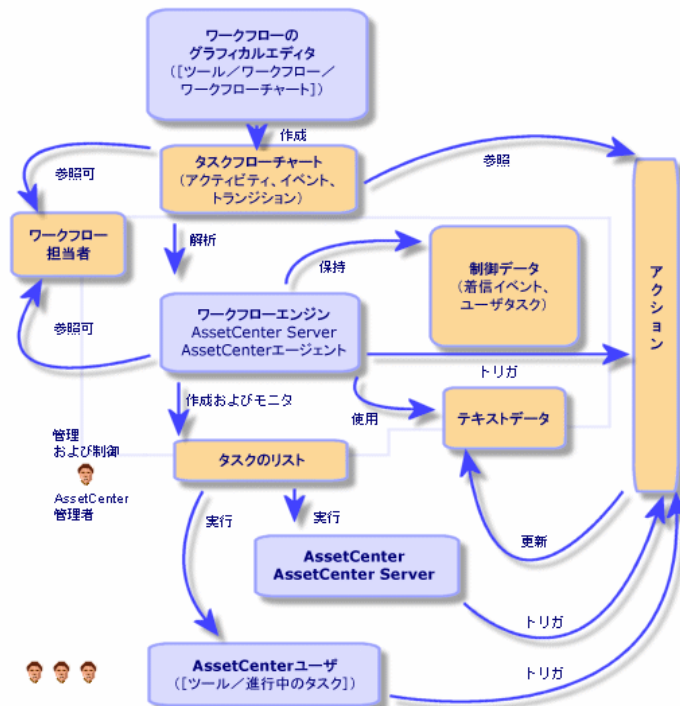 ワークフローの
グラフィカルエディタ
（[ツール／ワークフロー／
ワークフローチャート]）
作成
タスクフローチャート
（アクティビティ、イベント、
トランジション）
参照可
参照
ワークフロー
担当者
解析
保持
制御データ
（着信イベント、
ユーザタスク）
アクション
ワークフローエンジン
AssetCenter Server
AssetCenterエージェント
参照可
トリガ
作成およびモニタ
使用
テキストデータ
管理
および制御
タスクのリスト
AssetCenter
管理者
実行
実行
更新
AssetCenter
AssetCenter Server
トリガ
AssetCenterユーザ
（[ツール／進行中のタスク]）
トリガ